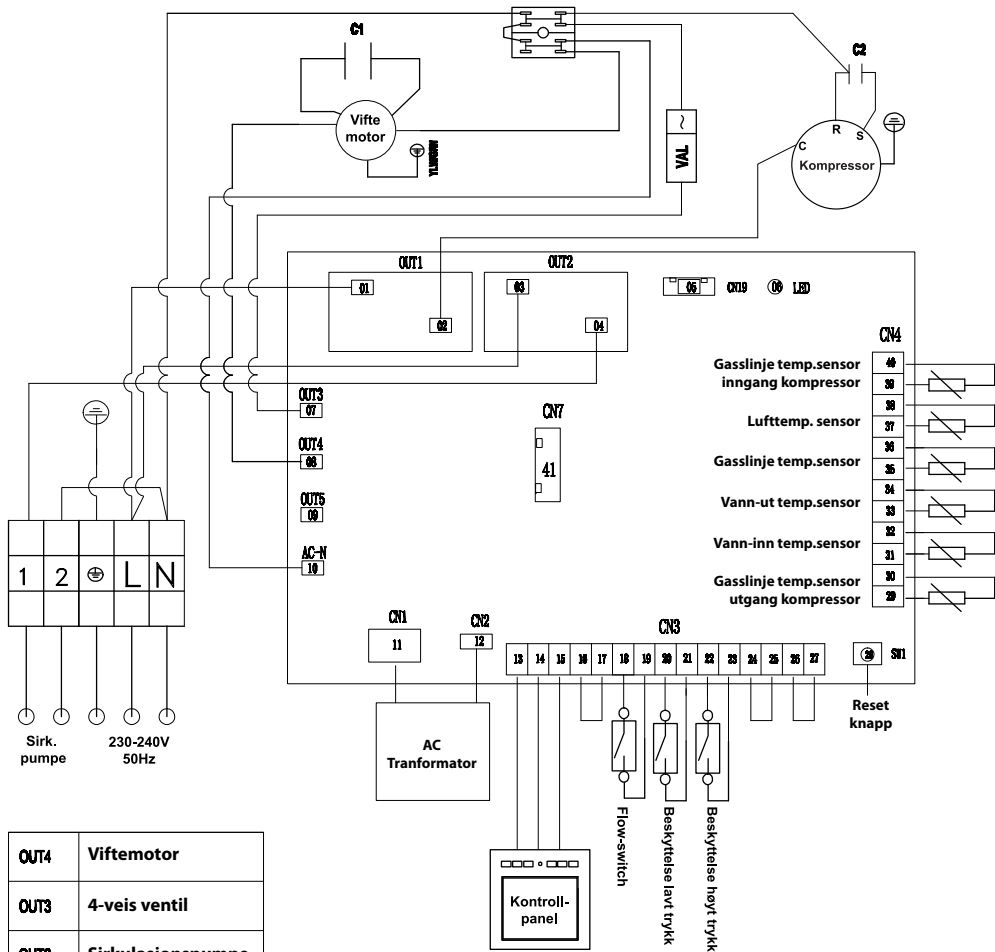 C1
C2
Vifte
motor
YLW/GRN
~
VAL
R
S
C
Kompressor
OUT1
OUT2
01
02
03
04
05
CN19
06
LED
CN4
Gasslinje temp.sensor
inngang kompressor
40
39
Lufttemp. sensor
38
37
Gasslinje temp.sensor
36
35
Vann-ut temp.sensor
34
33
Vann-inn temp.sensor
32
31
Gasslinje temp.sensor
utgang kompressor
30
29
OUT3
07
OUT4
08
OUT5
09
AC-N
10
CN7
41
1
2
L
N
Sirk.
pumpe
230-240V
50Hz
CN1
11
CN2
12
CN3
13 14 15 16 17 18 19 20 21 22 23 24 25 26 27
28
SW1
Reset
knapp
AC
Tranformator
Flow-switch
Beskyttelse lavt trykk
Beskyttelse høyt trykk
Kontroll-
panel
OUT4 Viftemotor
OUT3 4-veis ventil
OUT2 Sirkulasjonspumpe